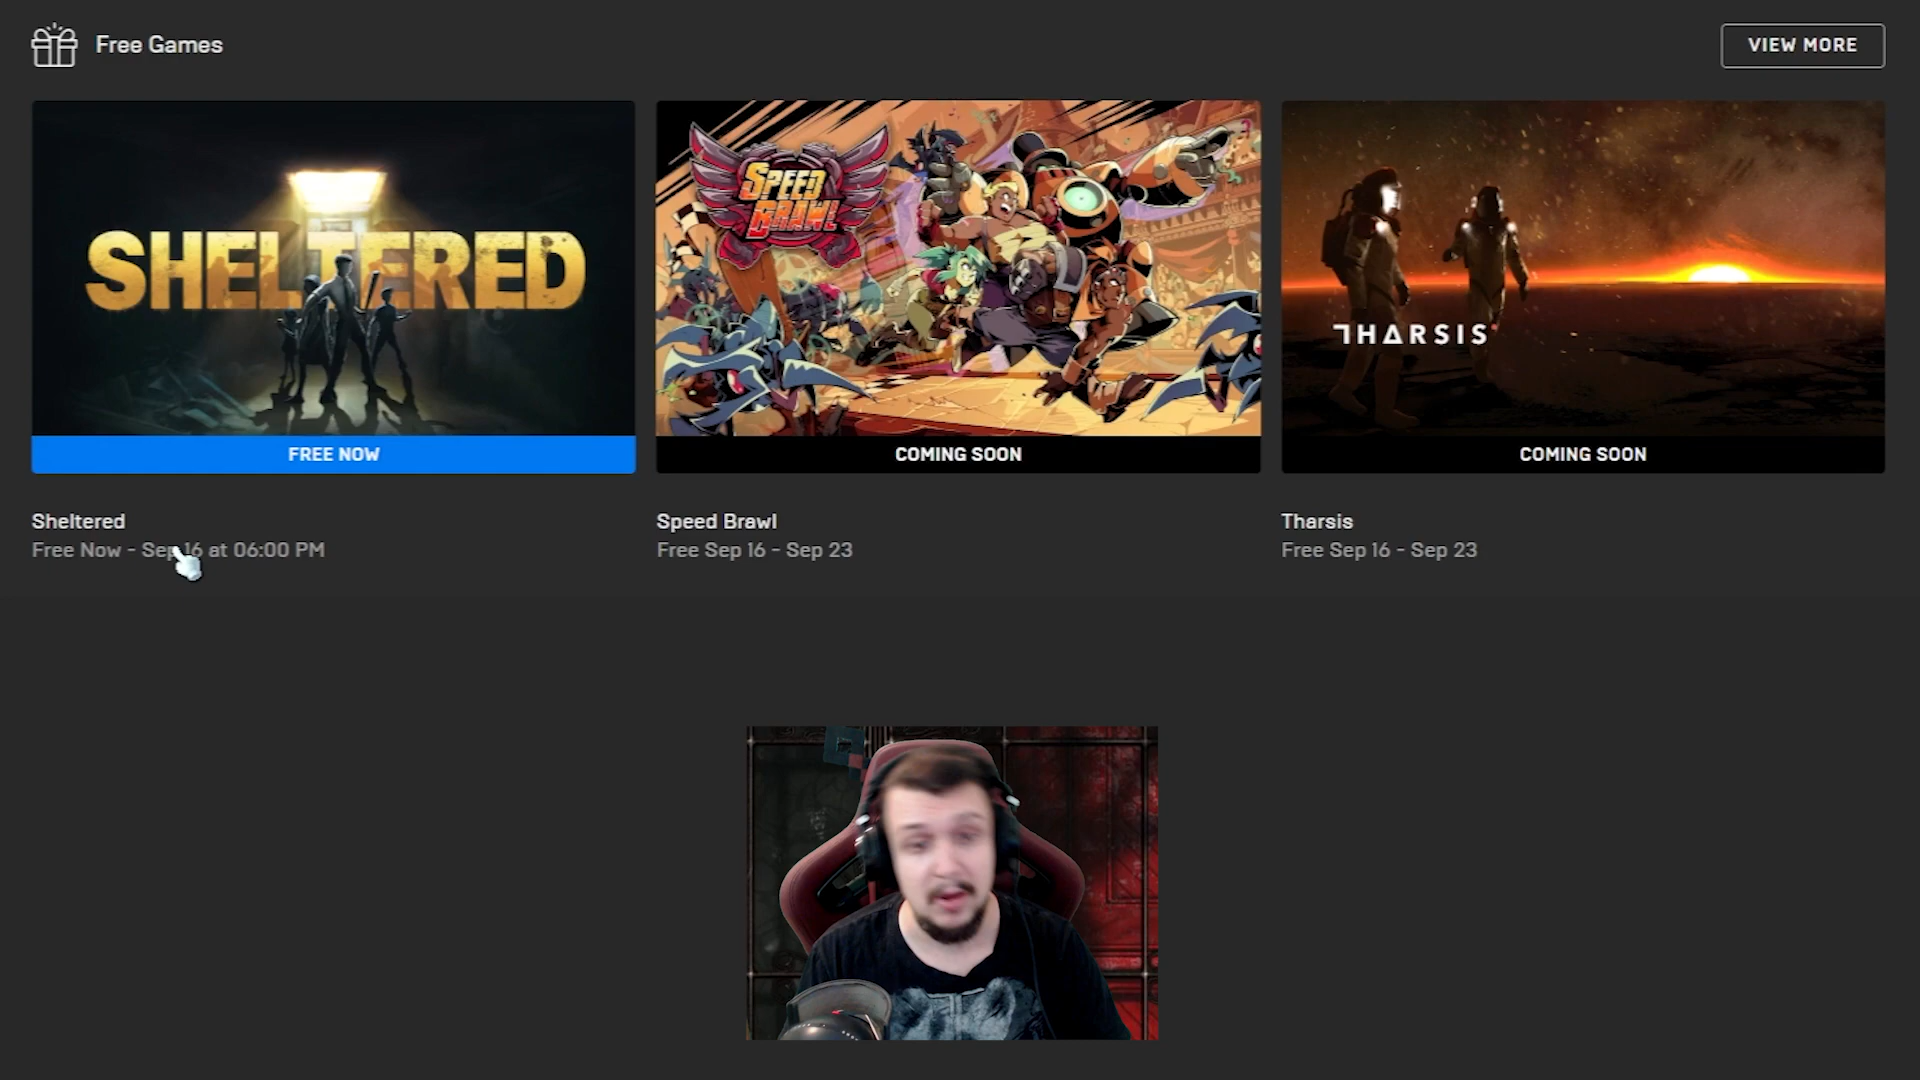 Free Games
VIEW MORE
SHELTERED
SPEED
BRAWL
THARSIS
FREE NOW
COMING SOON
COMING SOON
Sheltered
Free Now - Sep 16 at 06:00 PM
Speed Brawl
Free Sep 16 - Sep 23
Tharsis
Free Sep 16 - Sep 23